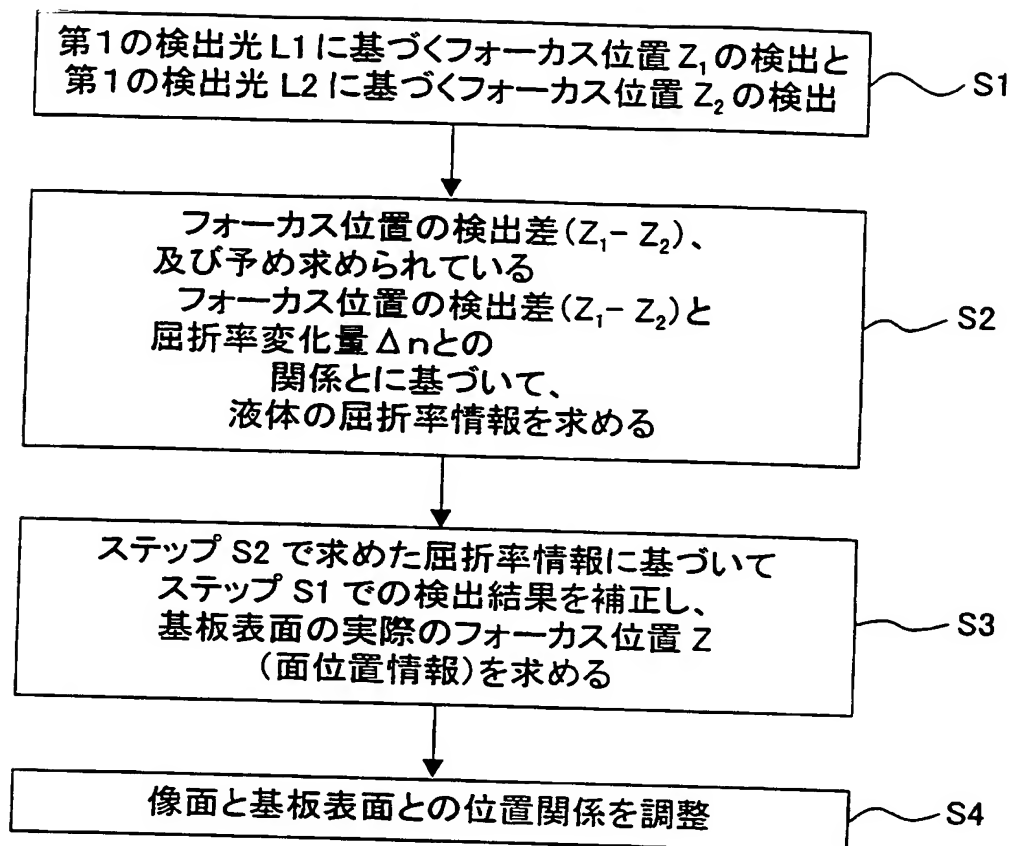 第1の検出光L1に基づくフォーカス位置Z₁の検出と
第1の検出光L2に基づくフォーカス位置Z₂の検出
S1
フォーカス位置の検出差(Z₁- Z₂)、
及び予め求められている
フォーカス位置の検出差(Z₁- Z₂)と
屈折率変化量Δnとの
関係とに基づいて、
液体の屈折率情報を求める
S2
ステップS2で求めた屈折率情報に基づいて
ステップS1での検出結果を補正し、
基板表面の実際のフォーカス位置Z
(面位置情報)を求める
S3
像面と基板表面との位置関係を調整
S4